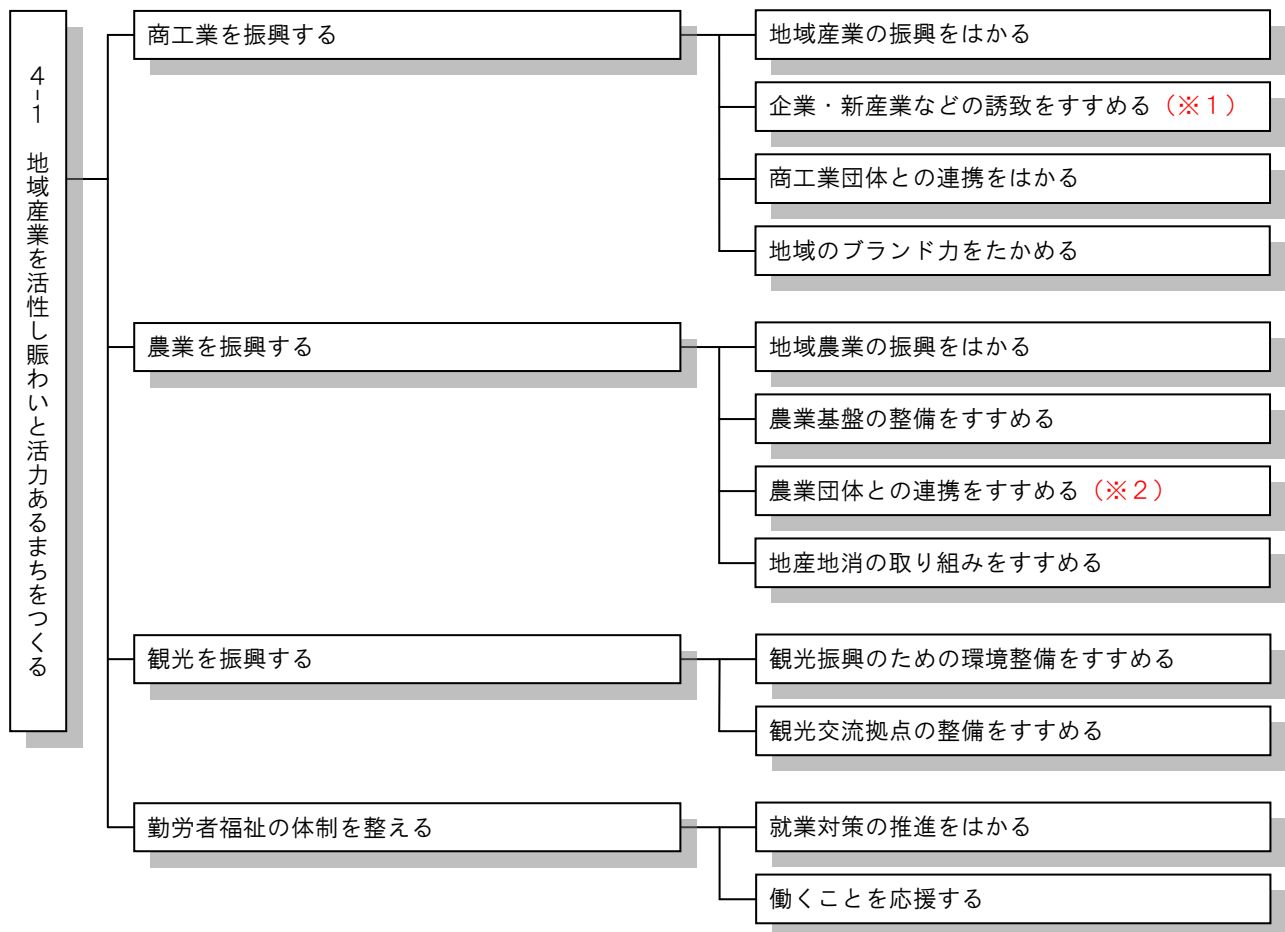 4-1 地域産業を活性し賑わいと活力あるまちをつくる
商工業を振興する
地域産業の振興をはかる
企業・新産業などの誘致をすすめる（※１）
商工業団体との連携をはかる
地域のブランド力をたかめる
農業を振興する
地域農業の振興をはかる
農業基盤の整備をすすめる
農業団体との連携をすすめる（※２）
地産地消の取り組みをすすめる
観光を振興する
観光振興のための環境整備をすすめる
観光交流拠点の整備をすすめる
勤労者福祉の体制を整える
就業対策の推進をはかる
働くことを応援する